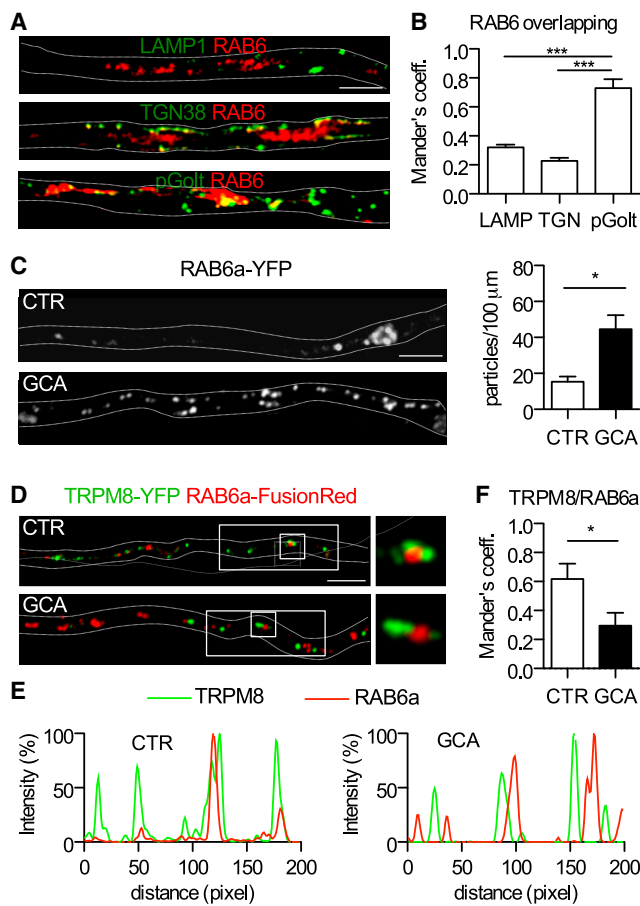 A
LAMP1 RAB6
TGN38 RAB6
pGolt RAB6
B
RAB6 overlapping
***
***
Mander's coeff.
1.0
0.8
0.6
0.4
0.2
0.0
LAMP TGN pGolt
C
RAB6a-YFP
CTR
GCA
*
particles/100 µm
80
60
40
20
0
CTR GCA
D
TRPM8-YFP RAB6a-FusionRed
CTR
GCA
F
TRPM8/RAB6a
*
Mander's coeff.
1.0
0.8
0.6
0.4
0.2
0.0
CTR GCA
E
TRPM8 RAB6a
CTR
Intensity (%)
100
50
0
0 50 100 150 200
distance (pixel)
GCA
Intensity (%)
100
50
0
0 50 100 150 200
distance (pixel)